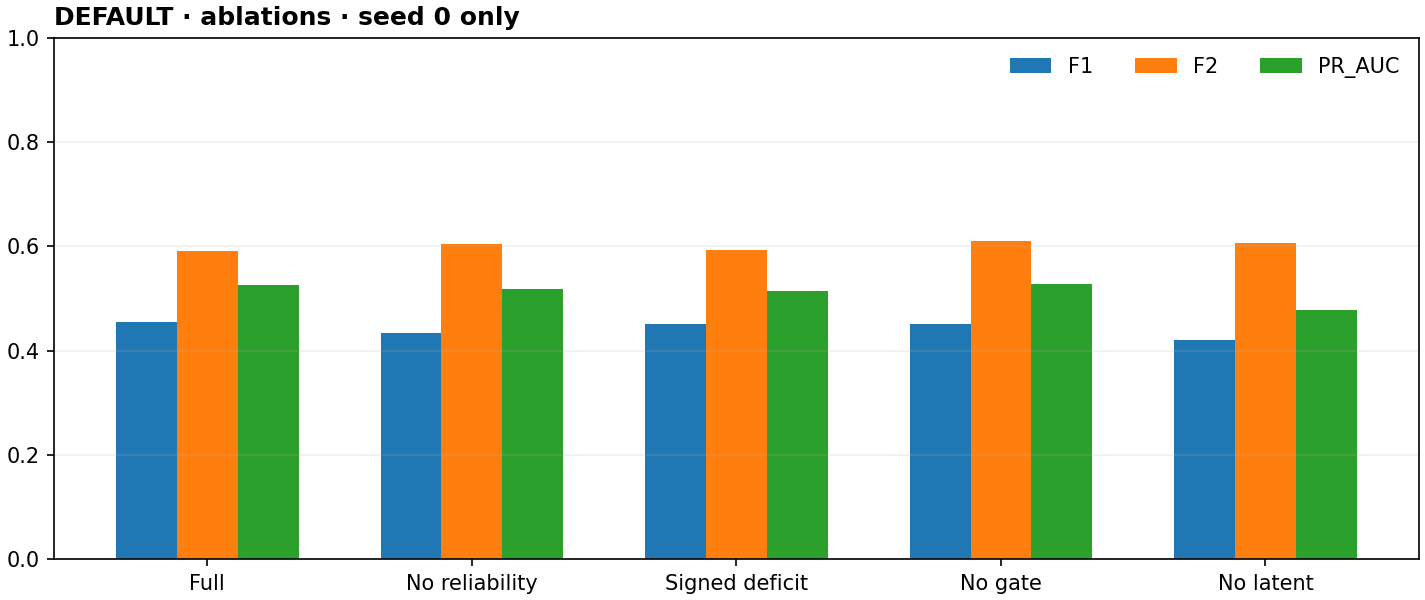 DEFAULT · ablations · seed 0 only
F1 F2 PR_AUC
1.0
0.8
0.6
0.4
0.2
0.0
Full No reliability Signed deficit No gate No latent